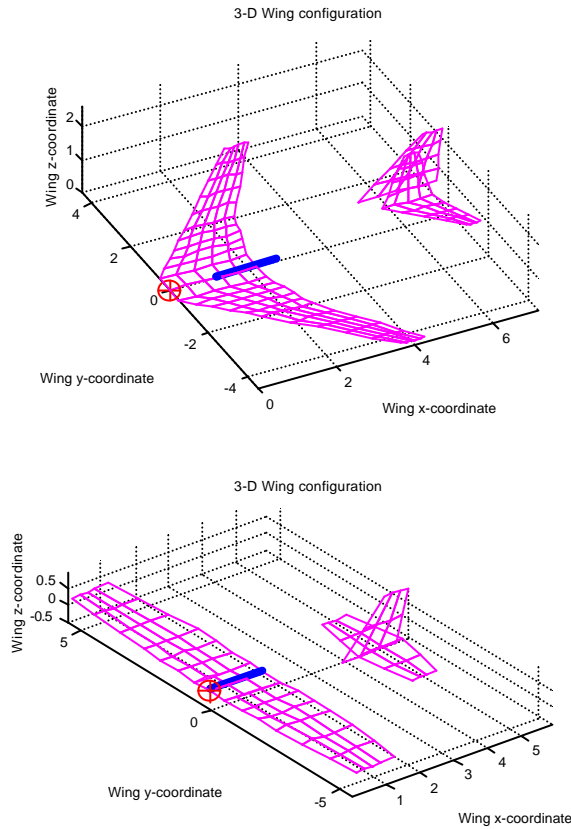 3-D Wing configuration
Wing z-coordinate
2
1
0
4
2
0
-2
-4
0
2
4
6
Wing y-coordinate
Wing x-coordinate
3-D Wing configuration
Wing z-coordinate
0.5
0
-0.5
5
0
-5
1
2
3
4
5
Wing y-coordinate
Wing x-coordinate